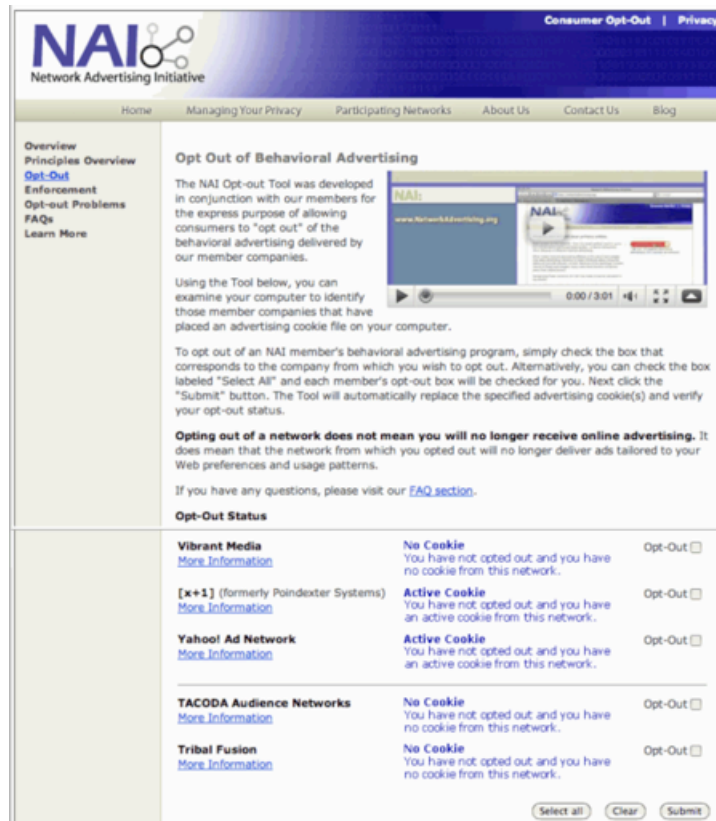 Consumer Opt-Out | Privacy
NAI
Network Advertising Initiative
Home Managing Your Privacy Participating Networks About Us Contact Us Blog
Overview
Principles Overview
Opt-Out
Enforcement
Opt-out Problems
FAQs
Learn More
Opt Out of Behavioral Advertising
The NAI Opt-out Tool was developed
in conjunction with our members for
the express purpose of allowing
consumers to "opt out" of the
behavioral advertising delivered by
our member companies.
NAI:
www.NetworkAdvertising.org
NAI
0:00 / 3:01
Using the Tool below, you can
examine your computer to identify
those member companies that have
placed an advertising cookie file on your computer.
To opt out of an NAI member's behavioral advertising program, simply check the box that
corresponds to the company from which you wish to opt out. Alternatively, you can check the box
labeled "Select All" and each member's opt-out box will be checked for you. Next click the
"Submit" button. The Tool will automatically replace the specified advertising cookie(s) and verify
your opt-out status.
Opting out of a network does not mean you will no longer receive online advertising. It
does mean that the network from which you opted out will no longer deliver ads tailored to your
Web preferences and usage patterns.
If you have any questions, please visit our FAQ section.
Opt-Out Status
Vibrant Media No Cookie Opt-Out
More Information You have not opted out and you have
no cookie from this network.
[x+1] (formerly Poindexter Systems) Active Cookie Opt-Out
More Information You have not opted out and you have
an active cookie from this network.
Yahoo! Ad Network Active Cookie Opt-Out
More Information You have not opted out and you have
an active cookie from this network.
TACODA Audience Networks No Cookie Opt-Out
More Information You have not opted out and you have
no cookie from this network.
Tribal Fusion No Cookie Opt-Out
More Information You have not opted out and you have
no cookie from this network.
Select all Clear Submit